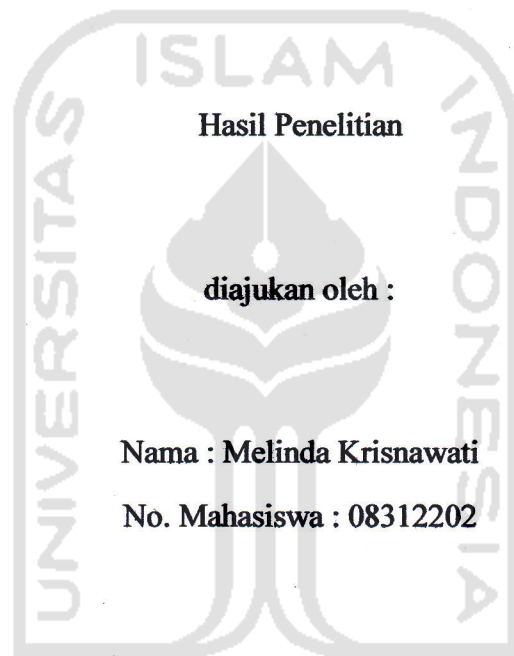 ISLAM
UNIVERSITAS
INDONESIA
Hasil Penelitian
diajukan oleh :
Nama : Melinda Krisnawati
No. Mahasiswa : 08312202